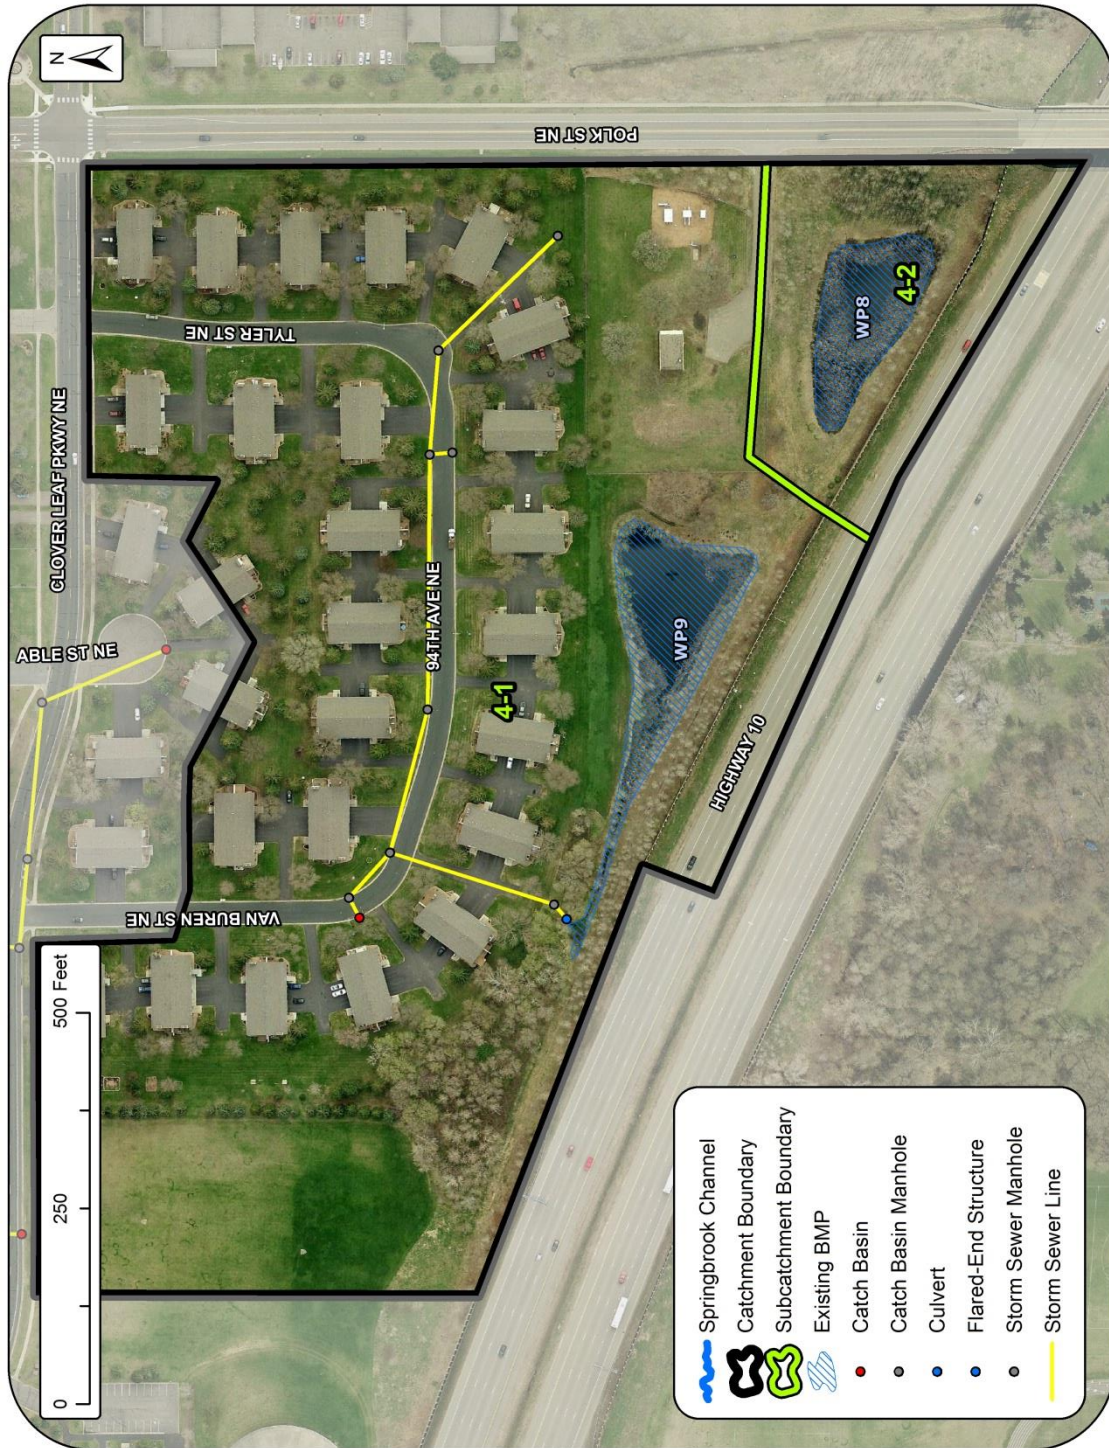 N
POLK ST NE
CLOVER LEAF PKWY NE
TYLER ST NE
ABLE ST NE
94TH AVE NE
VAN BUREN ST NE
4-1
4-2
WP8
WP9
HIGHWAY 10
0 250 500 Feet
Springbrook Channel
Catchment Boundary
Subcatchment Boundary
Existing BMP
Catch Basin
Catch Basin Manhole
Culvert
Flared-End Structure
Storm Sewer Manhole
Storm Sewer Line